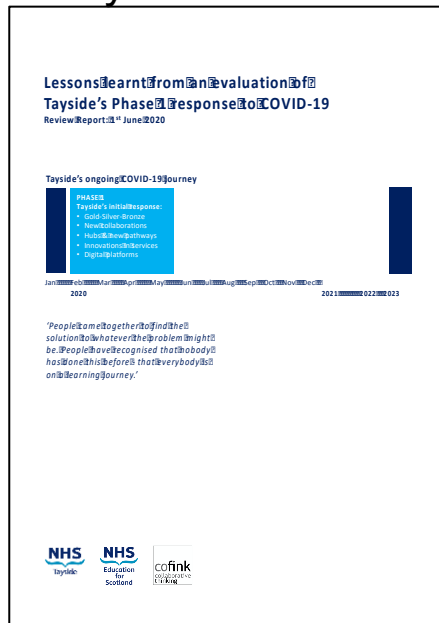 Lessons learnt from an evaluation of
Tayside's Phase 1 response to COVID-19
Review Report: 1st June 2020
Tayside's ongoing COVID-19 journey
PHASE 1
Tayside's initial response:
• Gold-Silver-Bronze
• New collaborations
• Hubs & new pathways
• Innovations in services
• Digital platforms
Jan Feb Mar Apr May Jun Jul Aug Sep Oct Nov Dec
2020 2021 2022 2023
'People come together to find the
solution to whatever the problem might
be. People have recognised that nobody
has done this before - that everybody is
on a learning journey.'
NHS
Tayside
NHS
Education
for
Scotland
cofink
collaborative
thinking